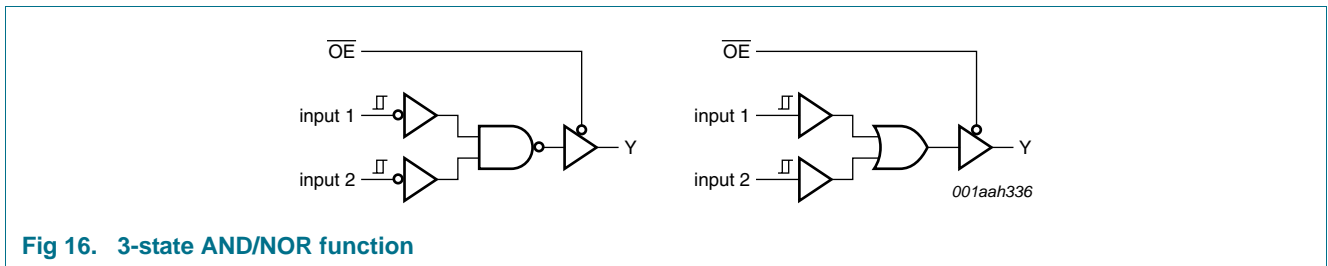 OE OE
input 1 input 1
Y Y
input 2 input 2
001aah336
Fig 16. 3-state AND/NOR function